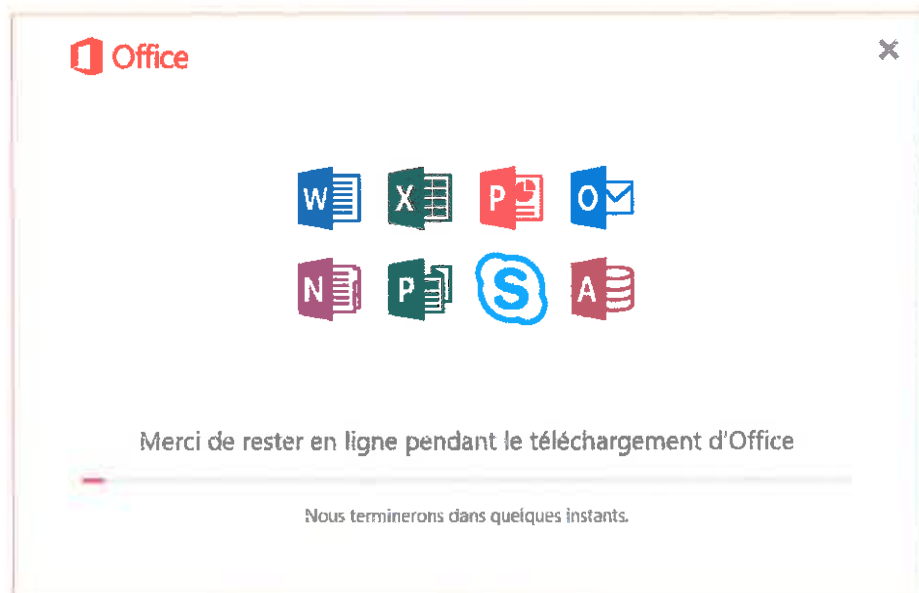 Office
W X P O
N P S A
Merci de rester en ligne pendant le téléchargement d'Office
Nous terminerons dans quelques instants.